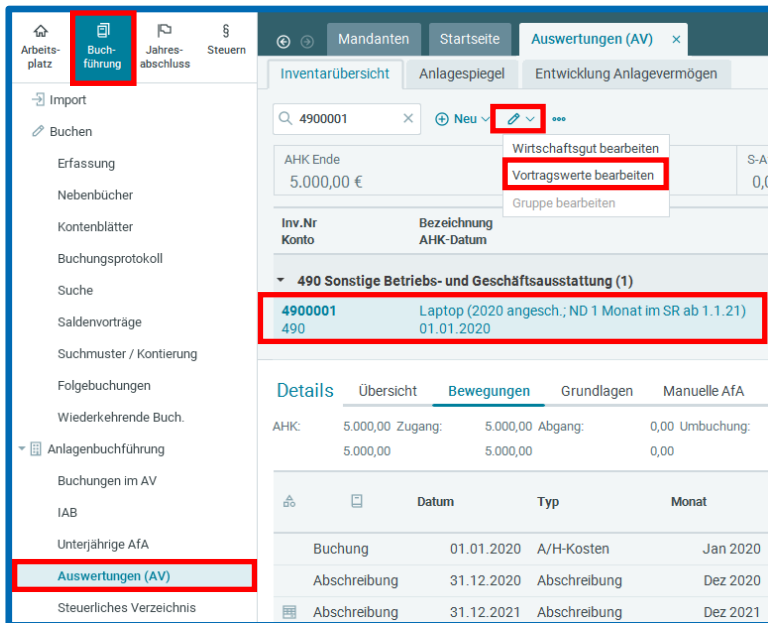 Arbeits-
platz
Buch-
führung
Jahres-
abschluss
§
Steuern
Import
Buchen
Erfassung
Nebenbücher
Kontenblätter
Buchungsprotokoll
Suche
Saldenvorträge
Suchmuster / Kontierung
Folgebuchungen
Wiederkehrende Buch.
Anlagenbuchführung
Buchungen im AV
IAB
Unterjährige AfA
Auswertungen (AV)
Steuerliches Verzeichnis
Mandanten Startseite Auswertungen (AV) ×
Inventarübersicht Anlagespiegel Entwicklung Anlagevermögen
4900001 × Neu
Wirtschaftsgut bearbeiten
Vortragswerte bearbeiten
Gruppe bearbeiten
AHK Ende S-A
5.000,00 € 0,0
Inv.Nr Bezeichnung
Konto AHK-Datum
490 Sonstige Betriebs- und Geschäftsausstattung (1)
4900001 Laptop (2020 angesch.; ND 1 Monat im SR ab 1.1.21)
490 01.01.2020
Details Übersicht Bewegungen Grundlagen Manuelle AfA
AHK: 5.000,00 Zugang: 5.000,00 Abgang: 0,00 Umbuchung:
5.000,00 5.000,00 0,00
Datum Typ Monat
Buchung 01.01.2020 A/H-Kosten Jan 2020
Abschreibung 31.12.2020 Abschreibung Dez 2020
Abschreibung 31.12.2021 Abschreibung Dez 2021